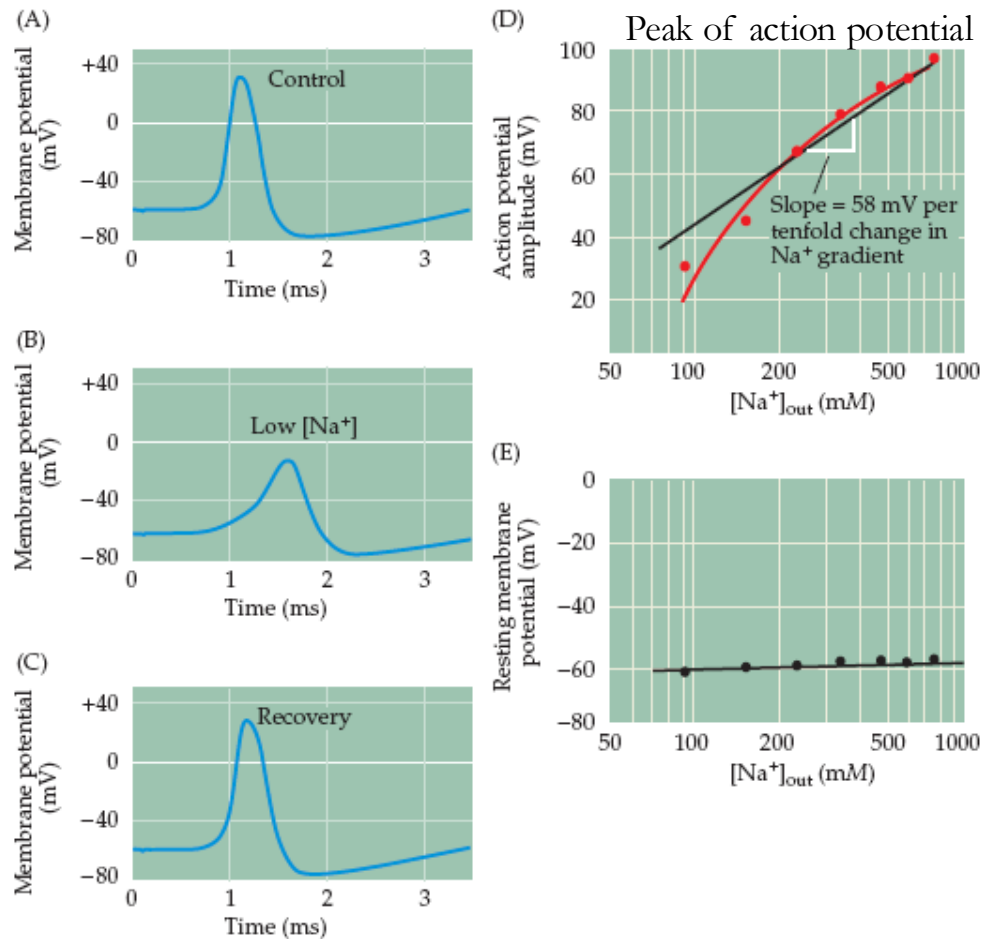 (A)
Membrane potential
(mV)
+40
0
−40
−80
Control
0
1
2
3
Time (ms)
(B)
Membrane potential
(mV)
+40
0
−40
−80
Low [Na⁺]
0
1
2
3
Time (ms)
(C)
Membrane potential
(mV)
+40
0
−40
−80
Recovery
0
1
2
3
Time (ms)
(D)
Peak of action potential
Action potential
amplitude (mV)
100
80
60
40
20
Slope = 58 mV per
tenfold change in
Na⁺ gradient
50
100
200
500
1000
[Na⁺]out (mM)
(E)
Resting membrane
potential (mV)
0
−20
−40
−60
−80
50
100
200
500
1000
[Na⁺]out (mM)